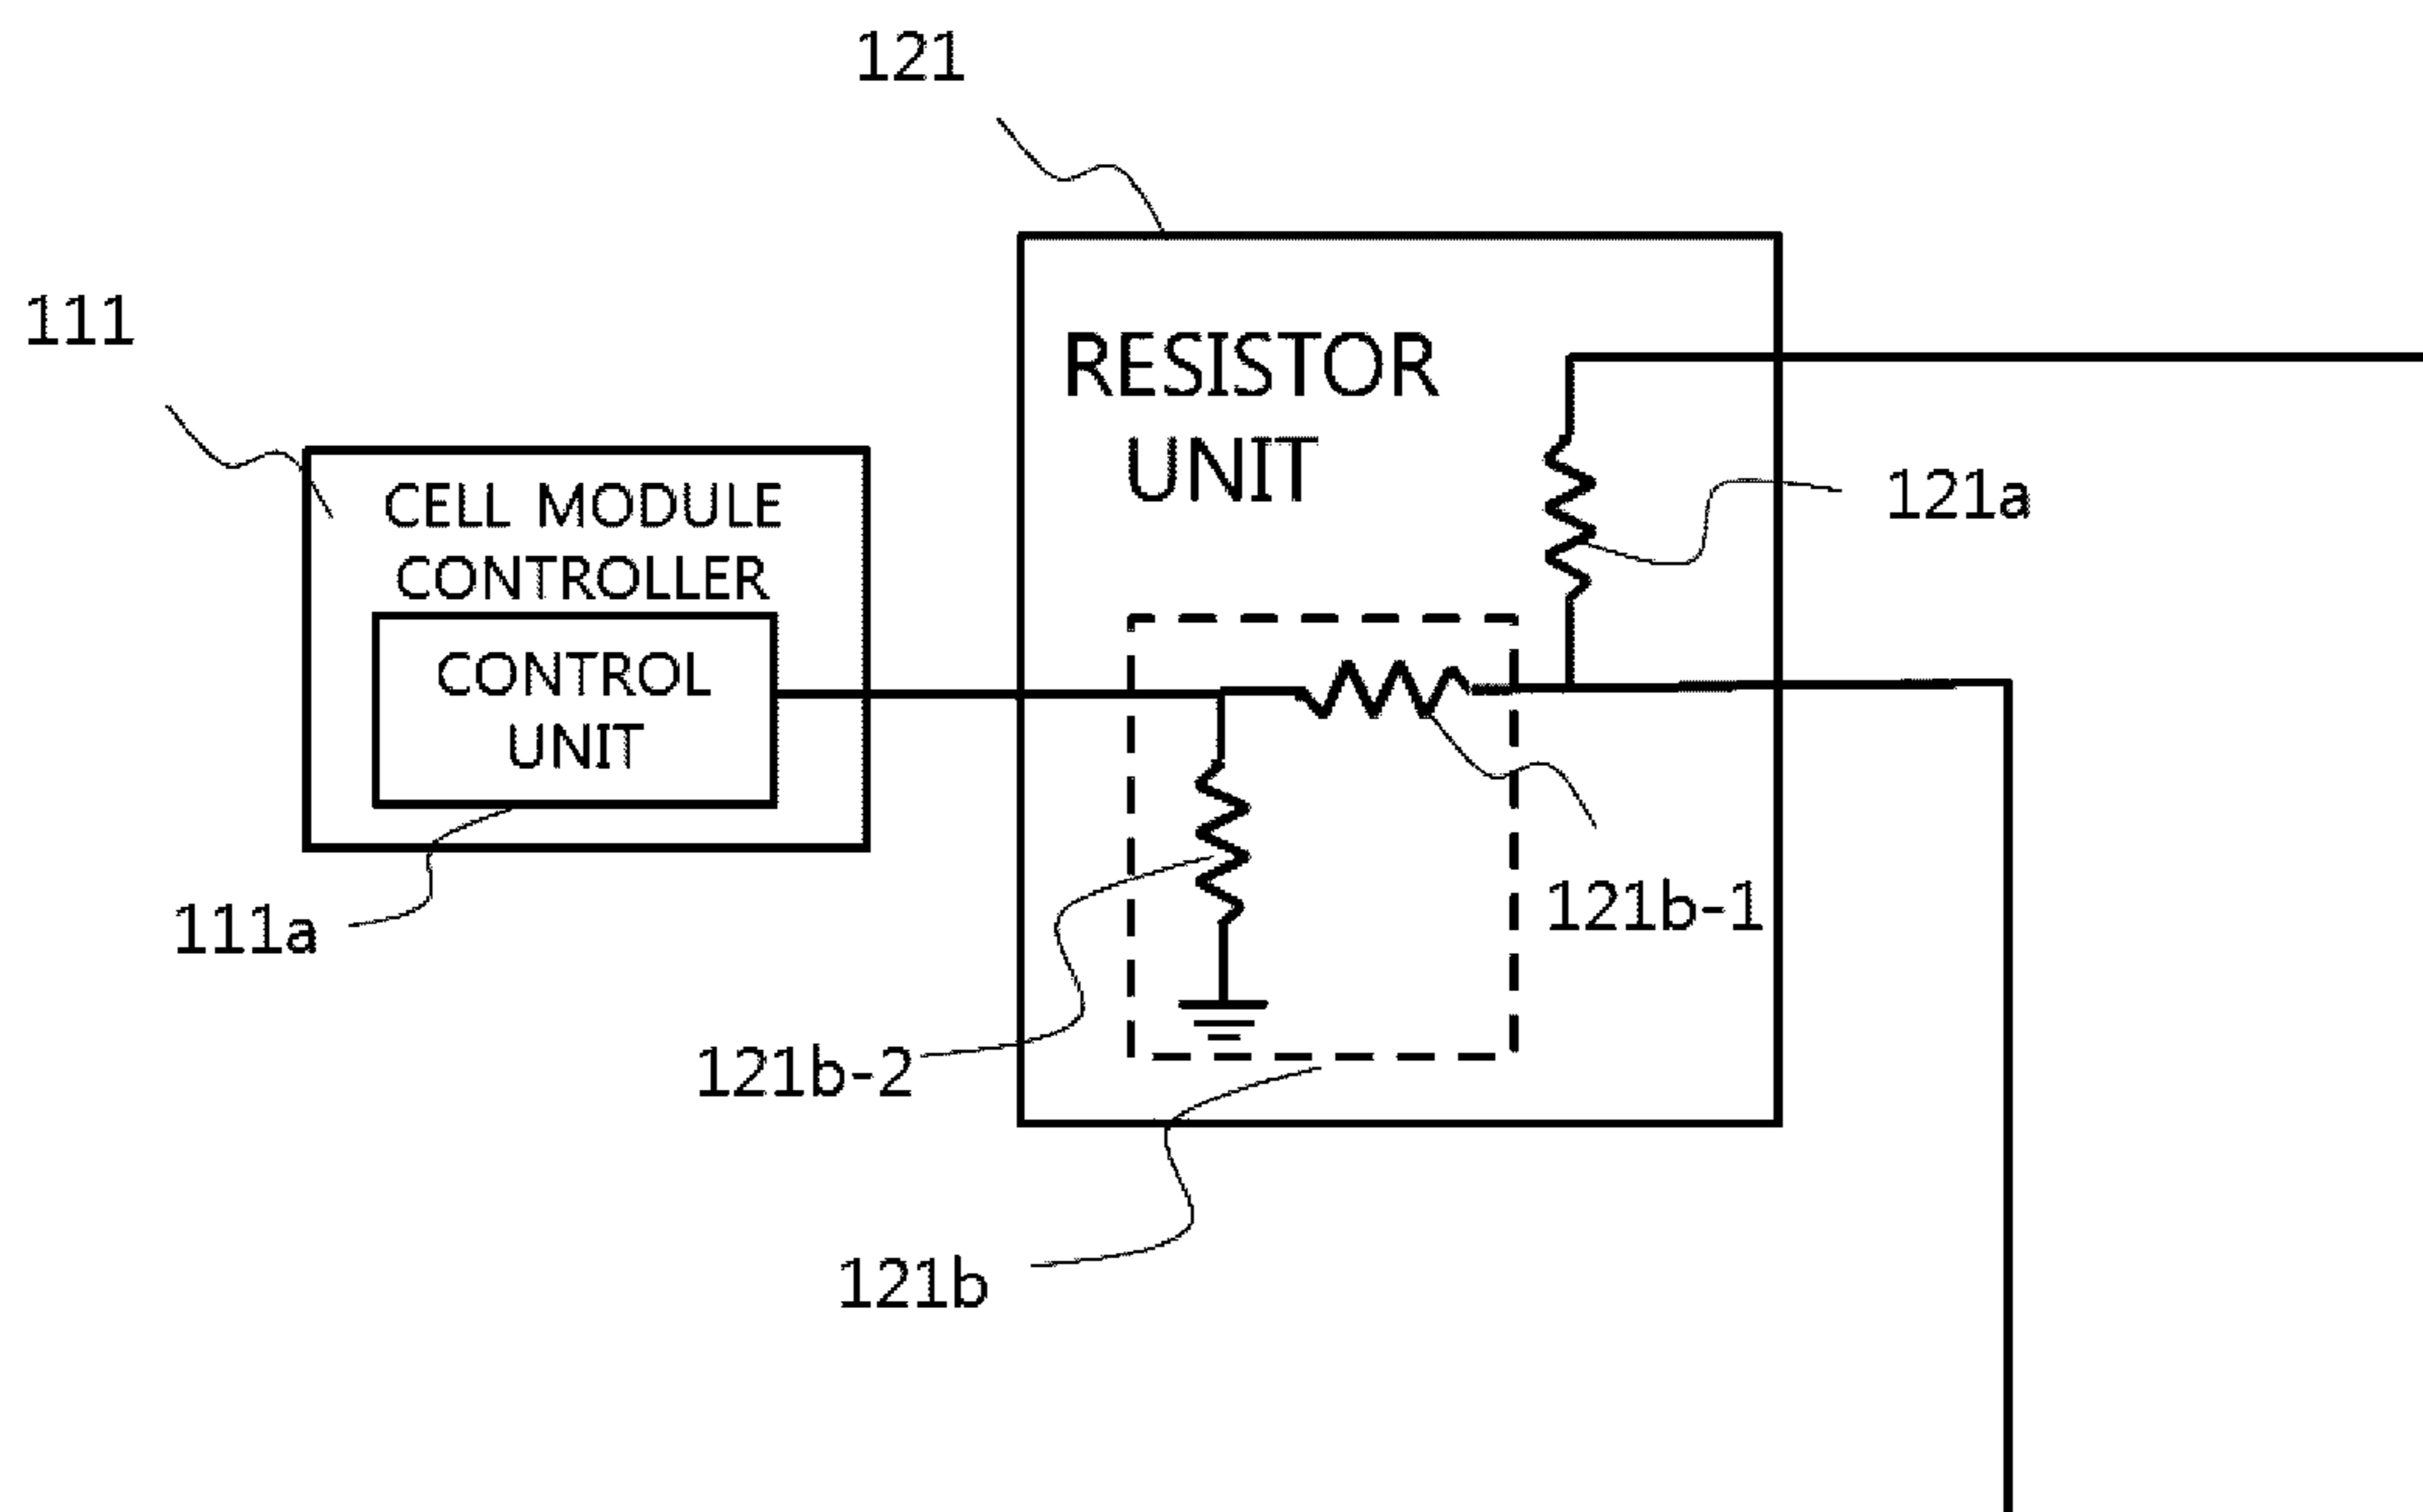 121
111
RESISTOR
UNIT
121a
CELL MODULE
CONTROLLER
CONTROL
UNIT
111a
121b-1
121b-2
121b